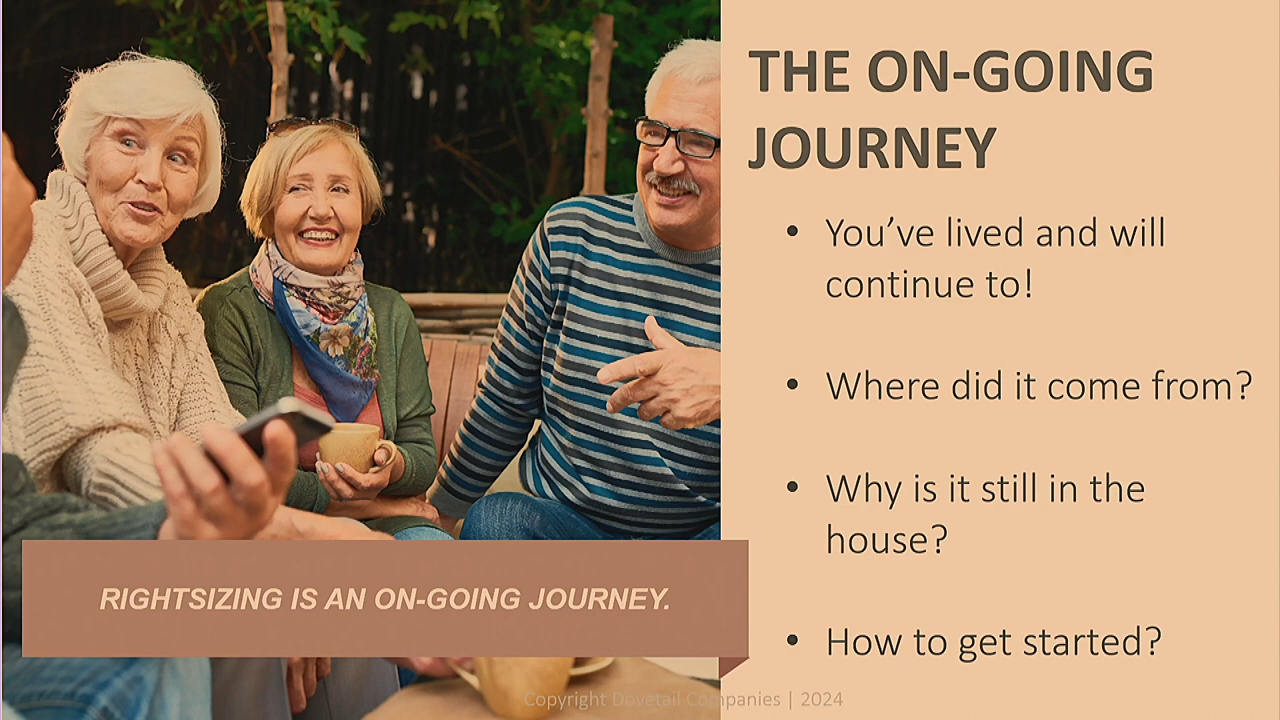 THE ON-GOING
JOURNEY
• You’ve lived and will
continue to!
• Where did it come from?
• Why is it still in the
house?
• How to get started?
RIGHTSIZING IS AN ON-GOING JOURNEY.
Copyright Dovetail Companies | 2024